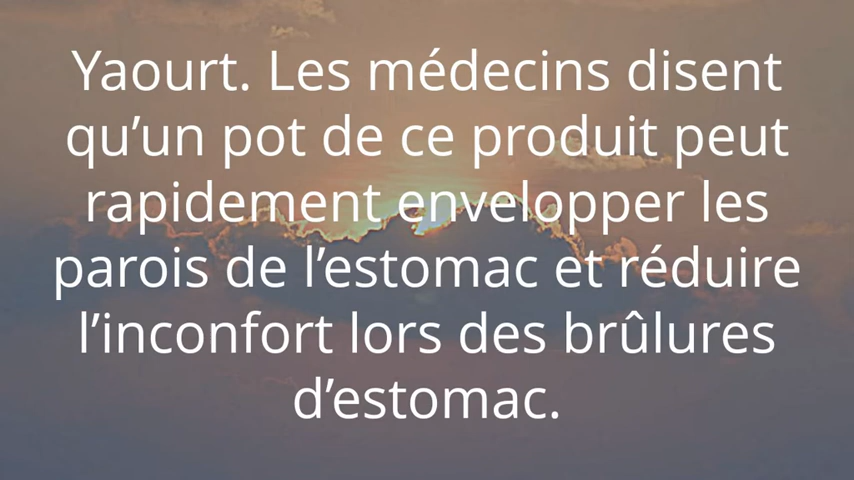 Yaourt. Les médecins disent
qu’un pot de ce produit peut
rapidement envelopper les
parois de l’estomac et réduire
l’inconfort lors des brûlures
d’estomac.